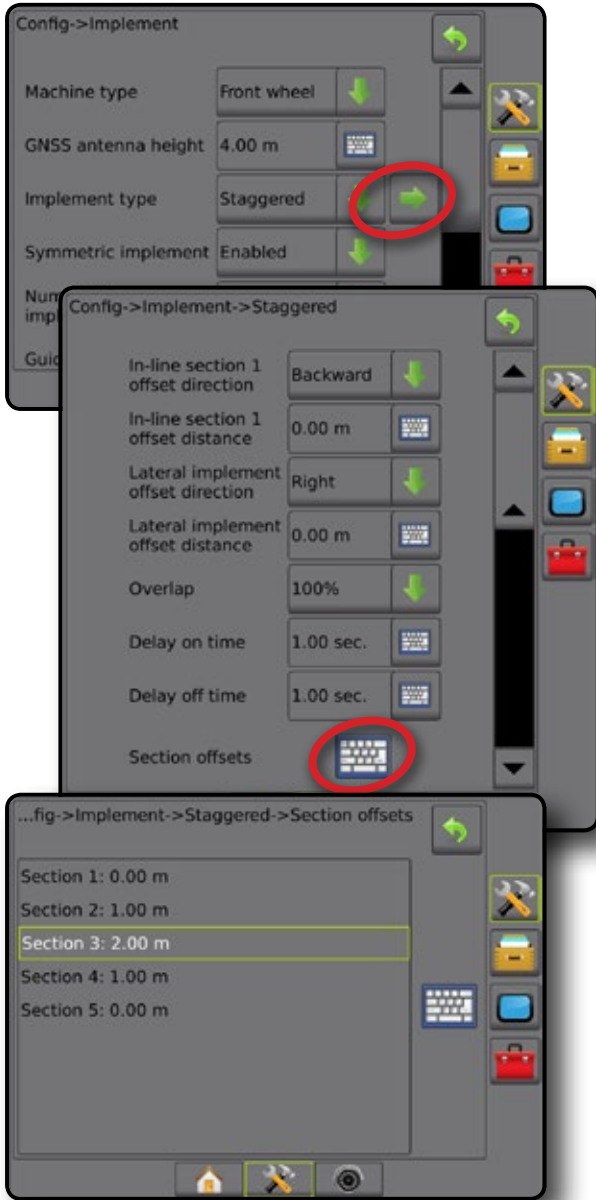 Config->Implement
Machine type Front wheel
GNSS antenna height 4.00 m
Implement type Staggered
Symmetric implement Enabled
Num
impl
Guid
Config->Implement->Staggered
In-line section 1
offset direction Backward
In-line section 1
offset distance 0.00 m
Lateral implement
offset direction Right
Lateral implement
offset distance 0.00 m
Overlap 100%
Delay on time 1.00 sec.
Delay off time 1.00 sec.
Section offsets
...fig->Implement->Staggered->Section offsets
Section 1: 0.00 m
Section 2: 1.00 m
Section 3: 2.00 m
Section 4: 1.00 m
Section 5: 0.00 m